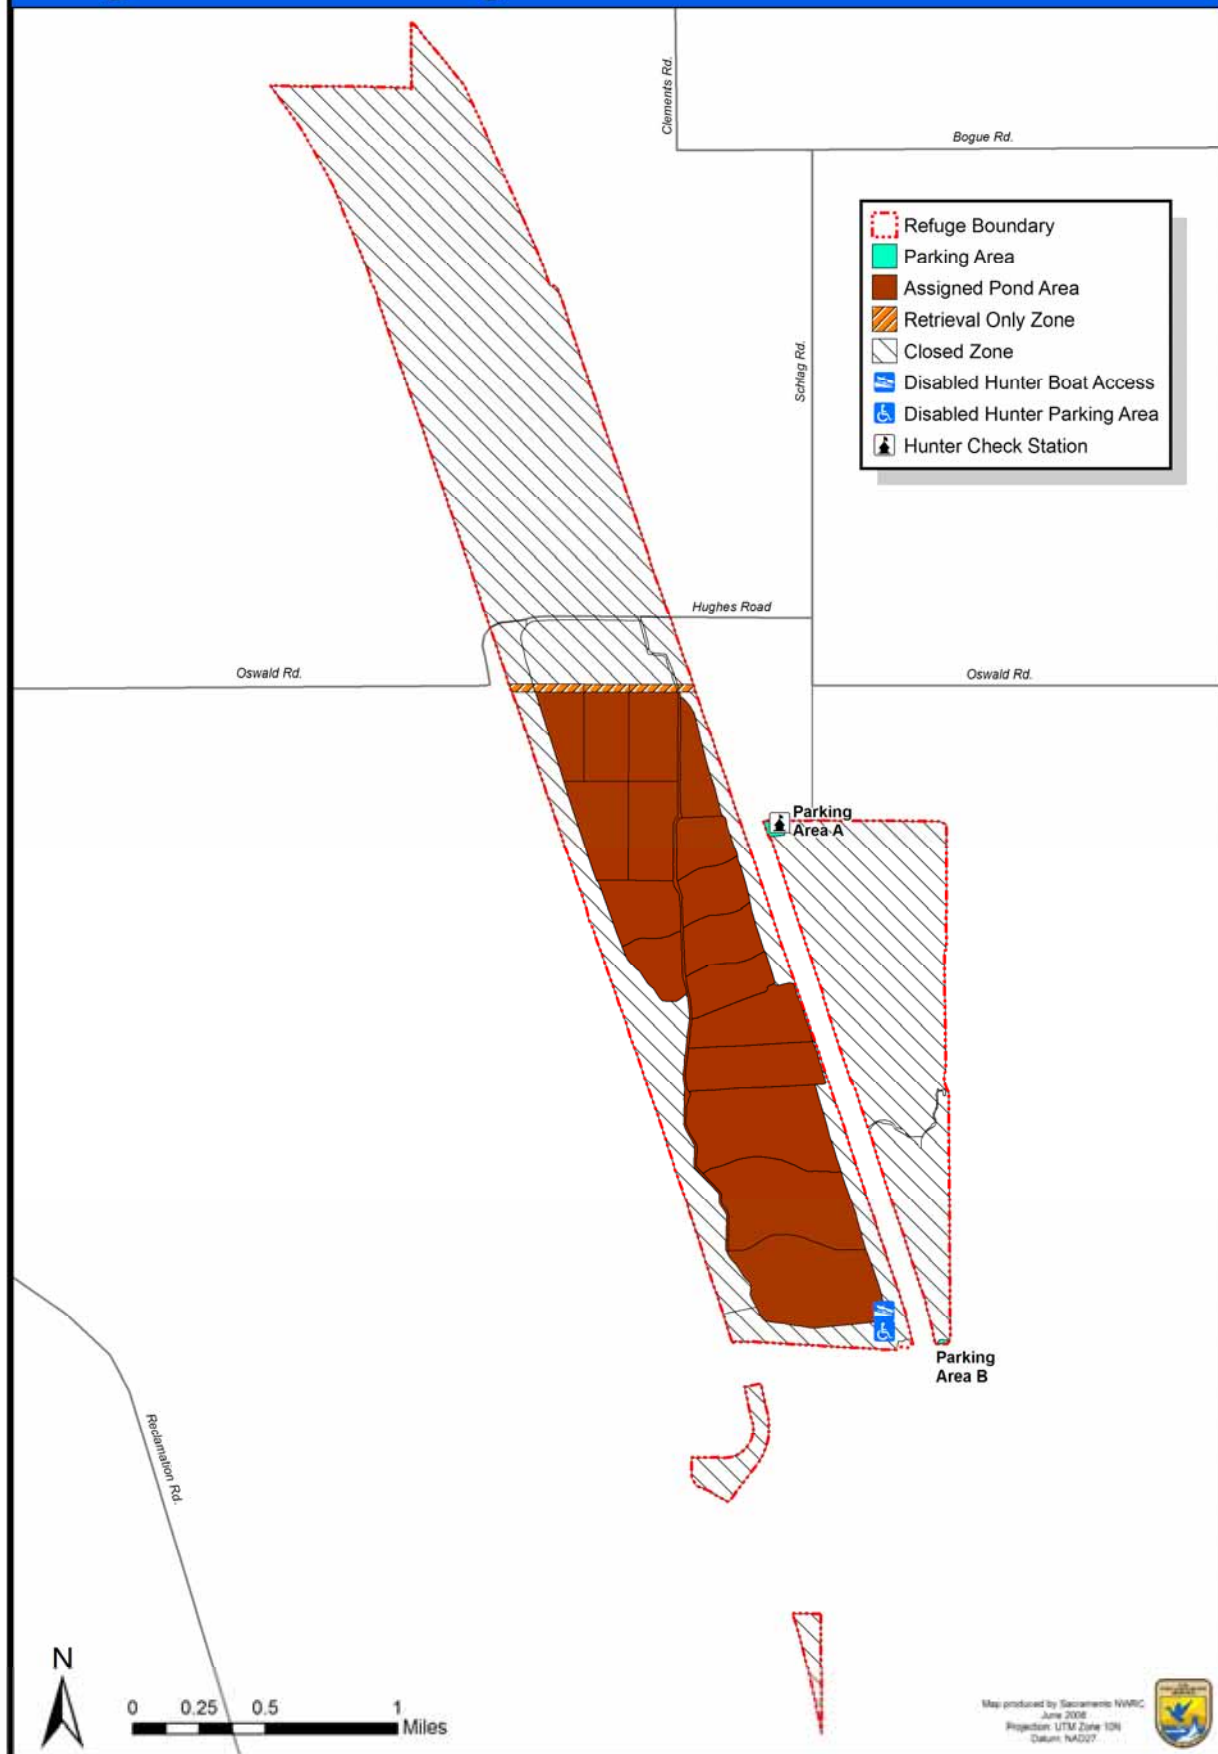 Clements Rd.
Bogue Rd.
Refuge Boundary
Parking Area
Assigned Pond Area
Retrieval Only Zone
Closed Zone
Disabled Hunter Boat Access
Disabled Hunter Parking Area
Hunter Check Station
Schlag Rd.
Hughes Road
Oswald Rd.
Oswald Rd.
Parking
Area A
Parking
Area B
Reclamation Rd.
N
0 0.25 0.5 1
Miles
Map produced by Sacramento NWRC
June 2008
Projection: UTM Zone 10N
Datum: NAD27